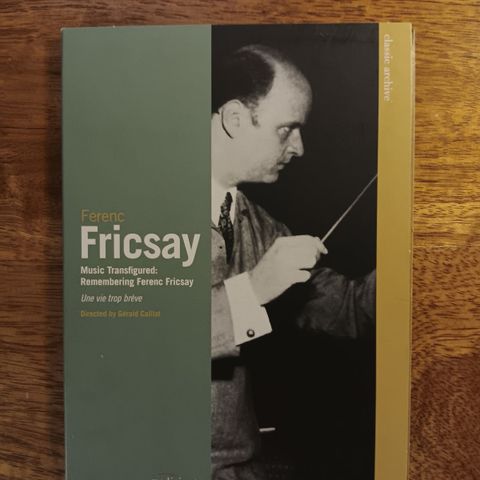 classic archive
Ferenc
Fricsay
Music Transfigured:
Remembering Ferenc Fricsay
Une vie trop brève
Directed by Gérald Caillat